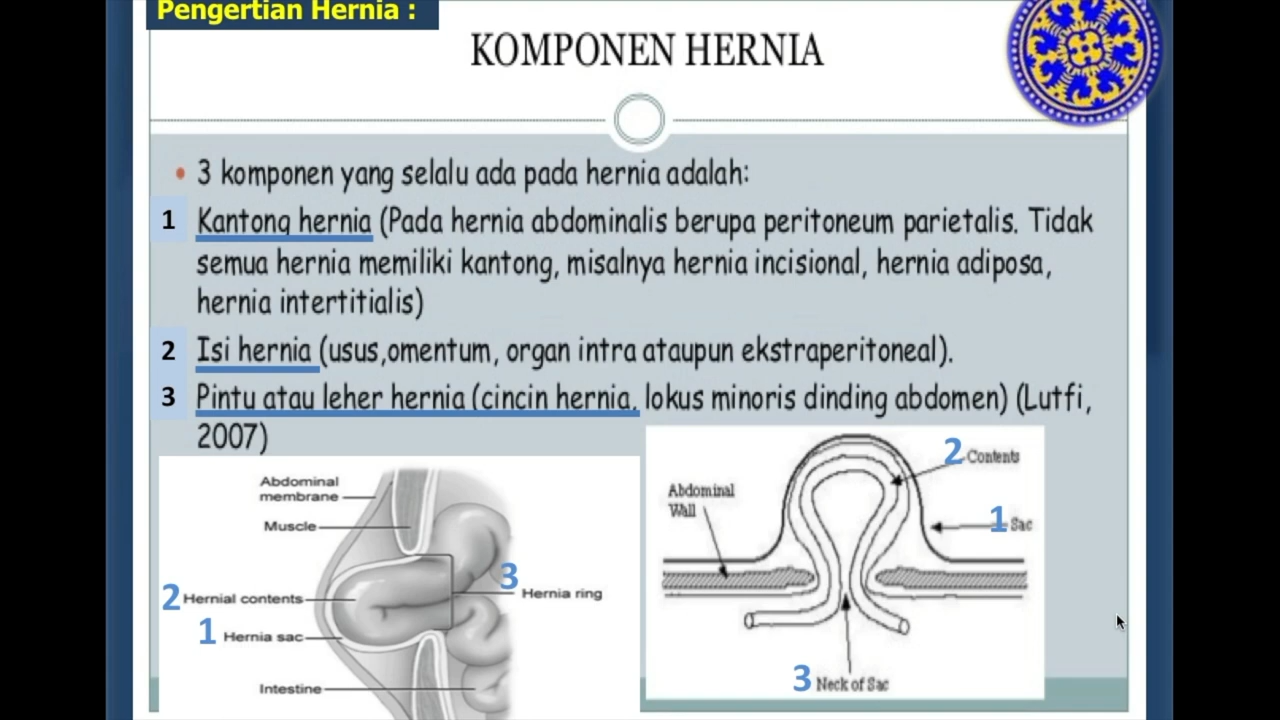 Pengertian Hernia :
KOMPONEN HERNIA
• 3 komponen yang selalu ada pada hernia adalah:
1 Kantong hernia (Pada hernia abdominalis berupa peritoneum parietalis. Tidak
semua hernia memiliki kantong, misalnya hernia incisional, hernia adiposa,
hernia intertitialis)
2 Isi hernia (usus,omentum, organ intra ataupun ekstraperitoneal).
3 Pintu atau leher hernia (cincin hernia, lokus minoris dinding abdomen) (Lutfi,
2007)
Abdominal
membrane
Muscle
3 Hernia ring
2 Hernial contents
1 Hernia sac
Intestine
2 Contents
Abdominal
Wall
1 Sac
3 Neck of Sac